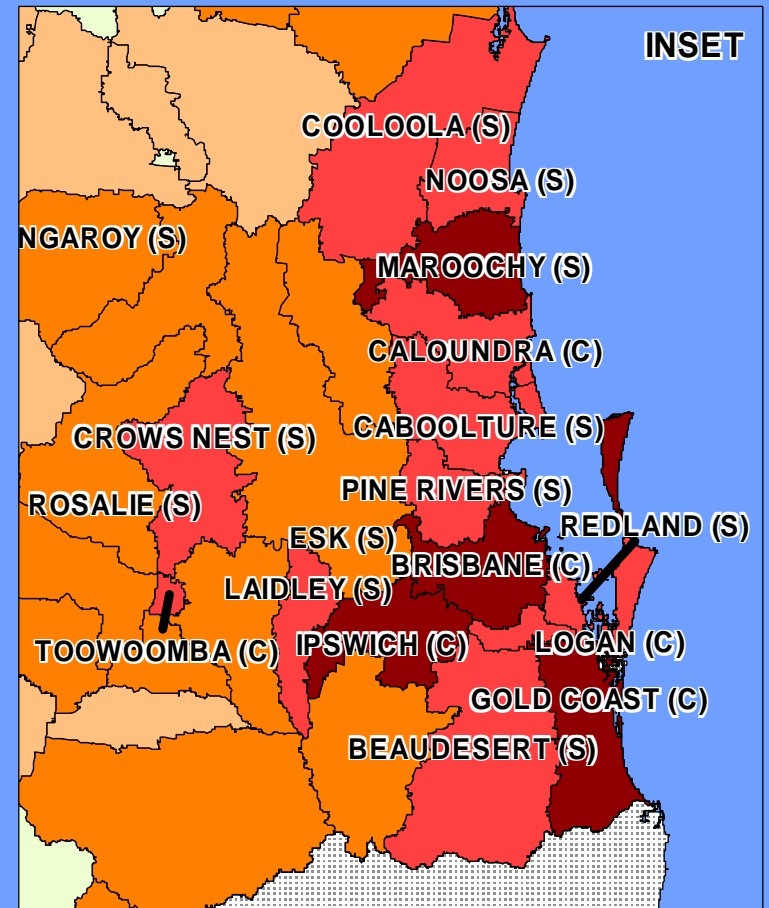 INSET
COOLOOLA (S)
NOOSA (S)
NGAROY (S)
MAROOCHY (S)
CALOUNDRA (C)
CABOOLTURE (S)
CROWS NEST (S)
PINE RIVERS (S)
ROSALIE (S)
REDLAND (S)
ESK (S)
BRISBANE (C)
LAIDLEY (S)
TOOWOOMBA (C)
IPSWICH (C)
LOGAN (C)
GOLD COAST (C)
BEAUDESERT (S)